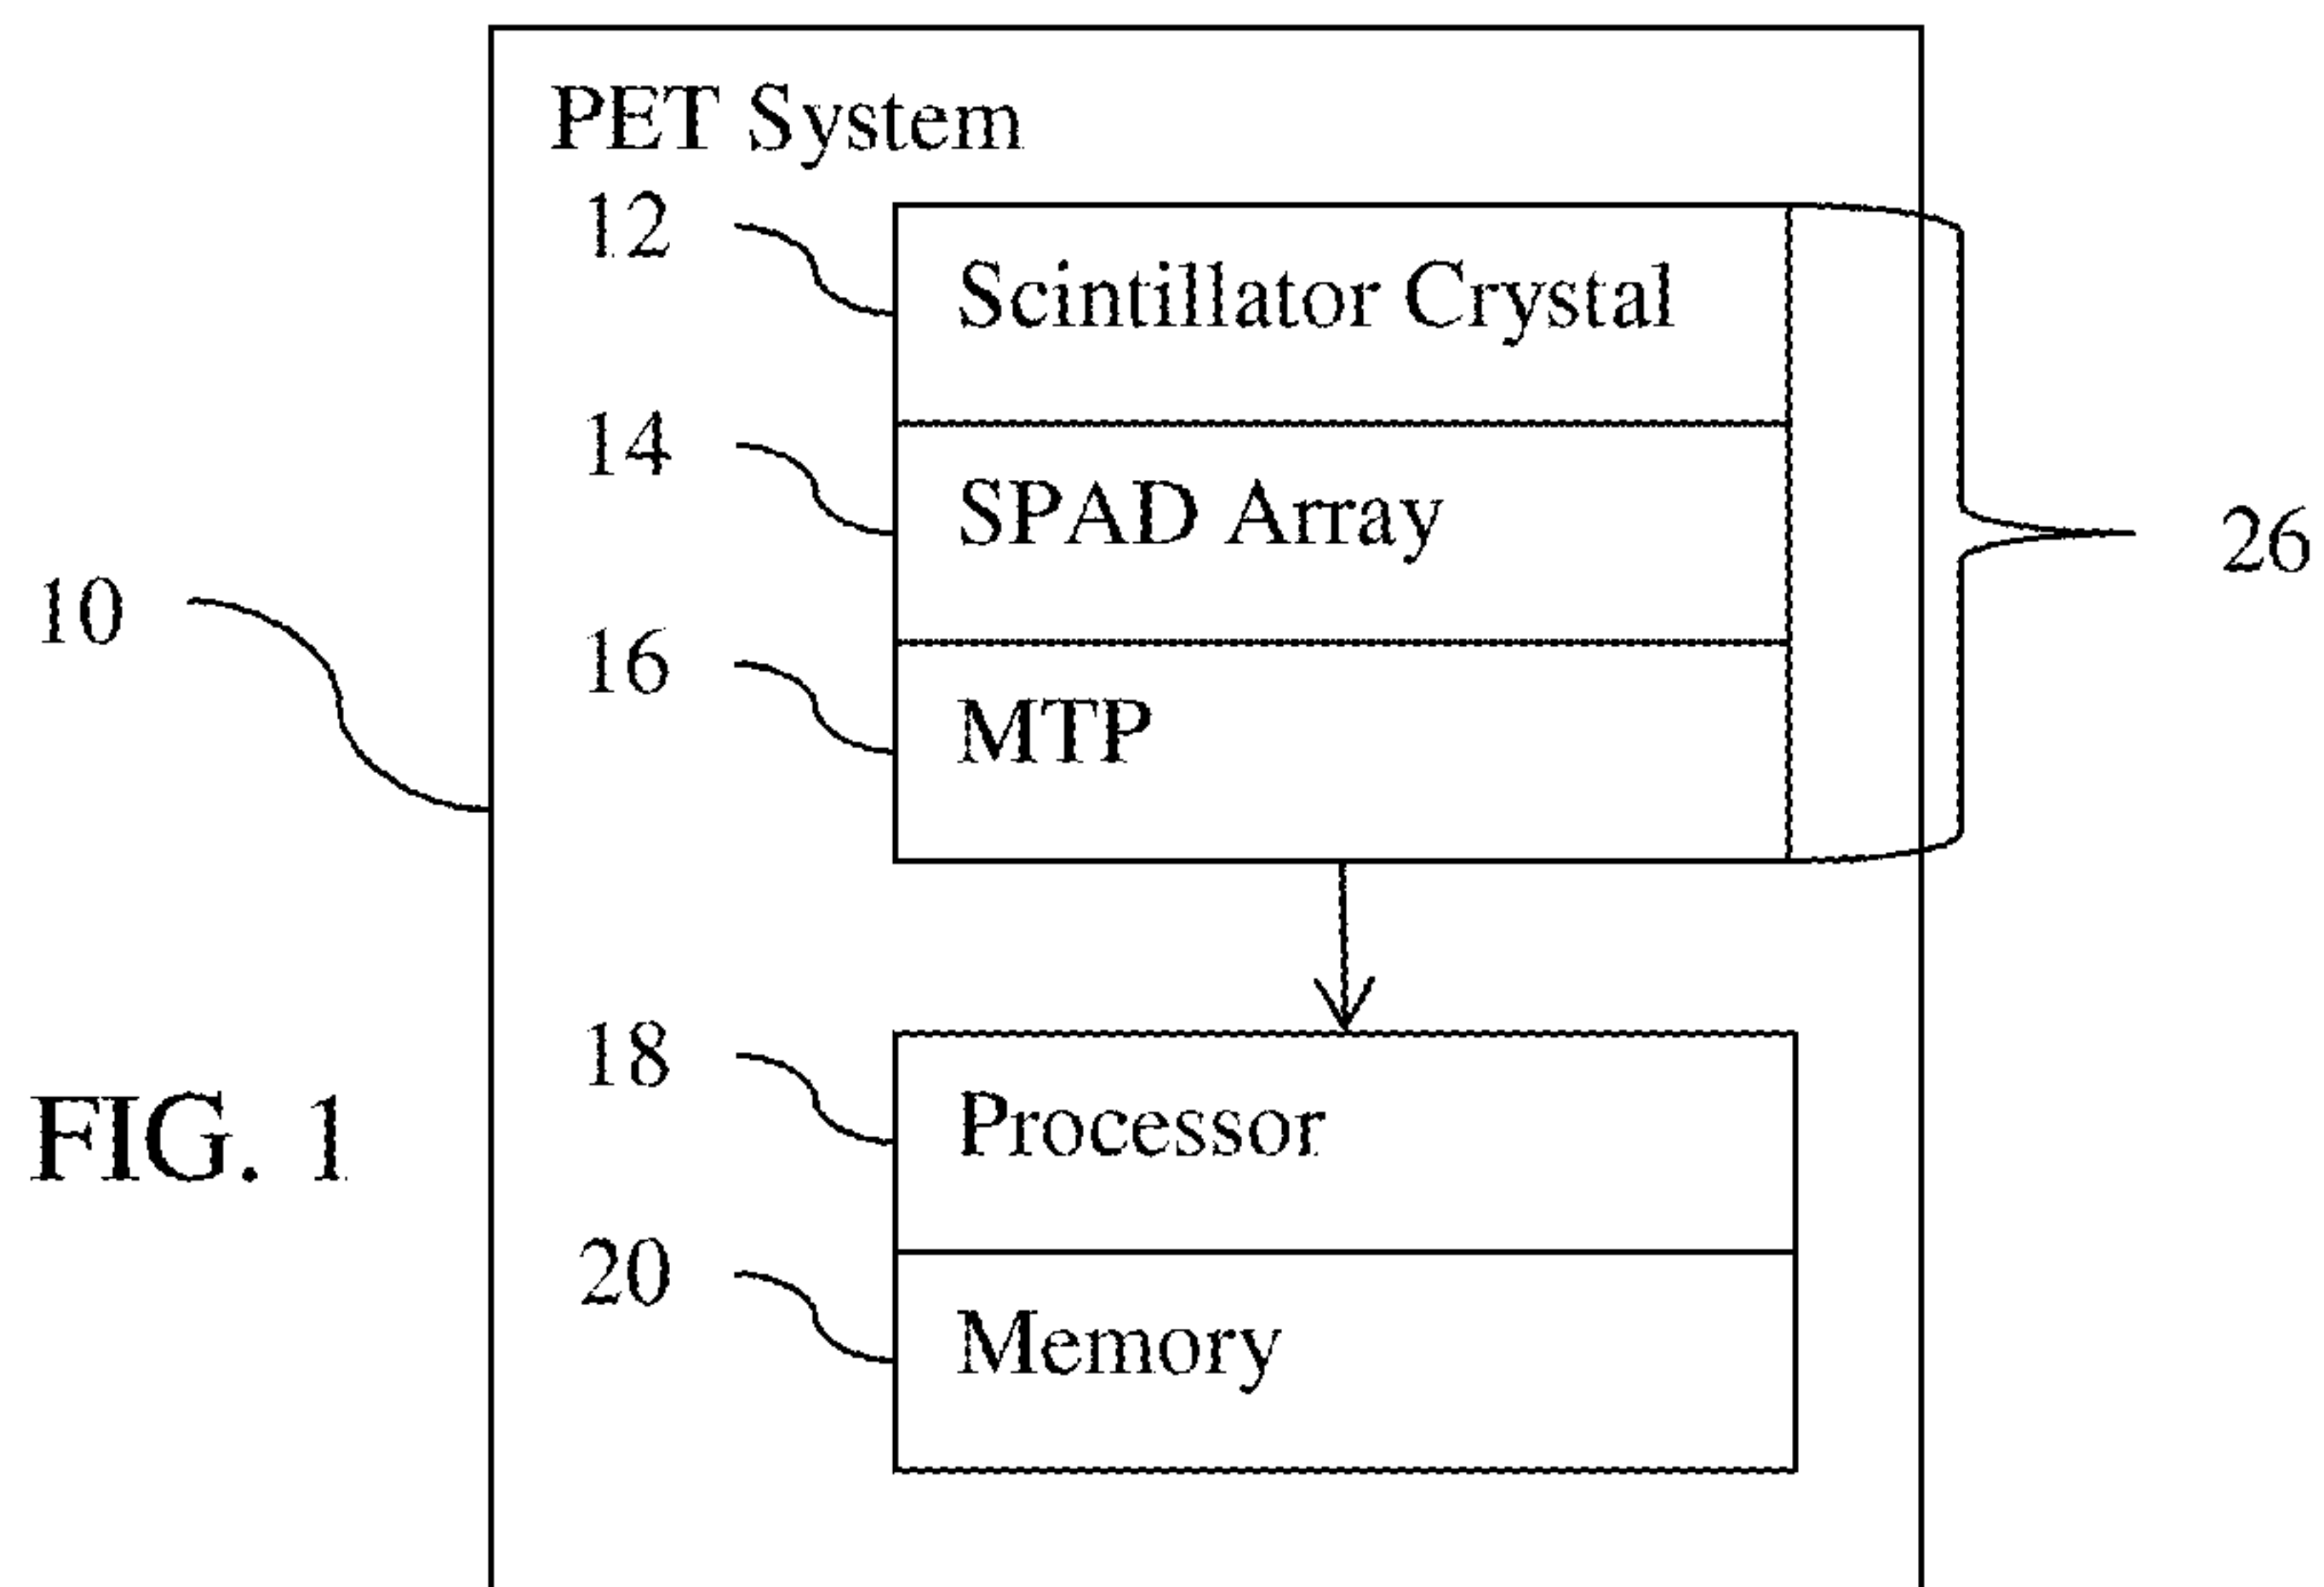 PET System
12
Scintillator Crystal
14
SPAD Array
26
10
16
MTP
18
Processor
FIG. 1
20
Memory